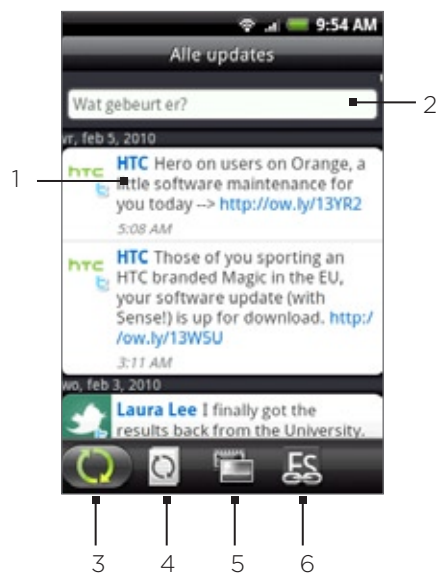 9:54 AM
Alle updates
Wat gebeurt er?
2
vr, feb 5, 2010
1
hTC
HTC Hero on users on Orange, a
little software maintenance for
you today --> http://ow.ly/13YR2
5:08 AM
hTC
HTC Those of you sporting an
HTC branded Magic in the EU,
your software update (with
Sense!) is up for download. http:/
/ow.ly/13W5U
3:11 AM
wo, feb 3, 2010
Laura Lee I finally got the
results back from the University.
FS
3 4 5 6